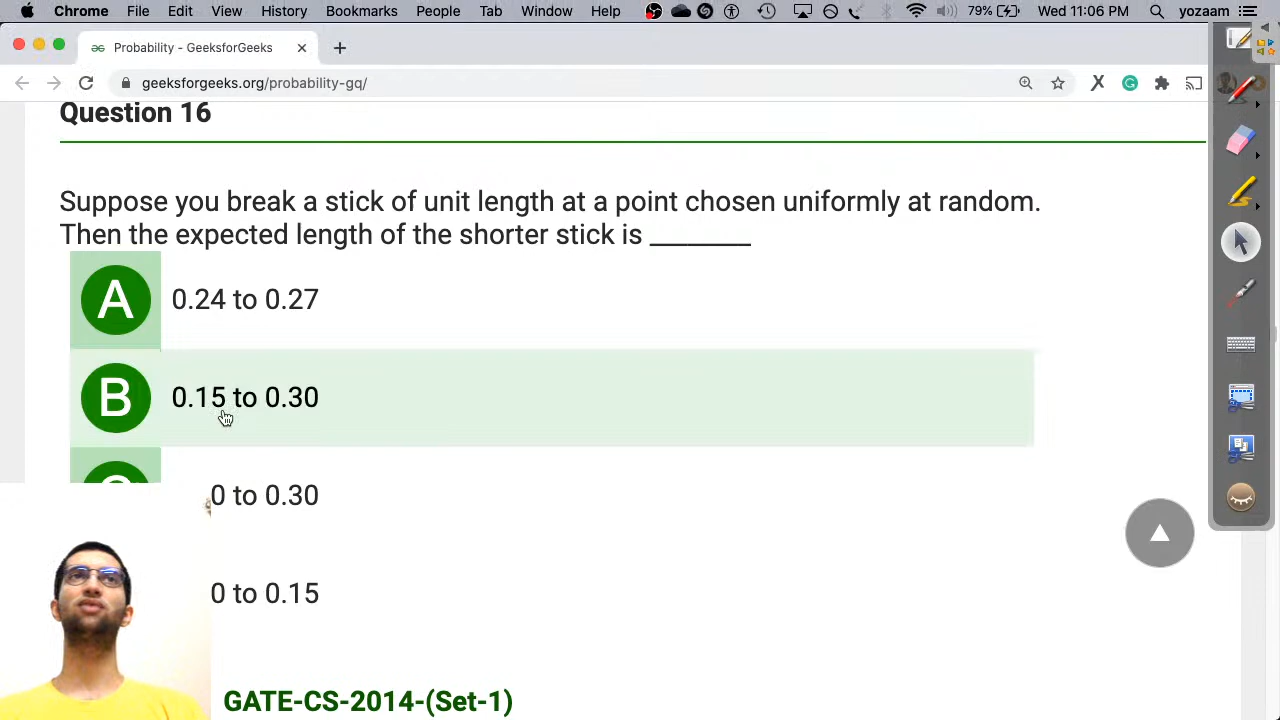 Chrome File Edit View History Bookmarks People Tab Window Help 79% Wed 11:06 PM yozaam
Probability - GeeksforGeeks
geeksforgeeks.org/probability-gq/
Question 16
Suppose you break a stick of unit length at a point chosen uniformly at random.
Then the expected length of the shorter stick is ________
A 0.24 to 0.27
B 0.15 to 0.30
0 to 0.30
0 to 0.15
GATE-CS-2014-(Set-1)